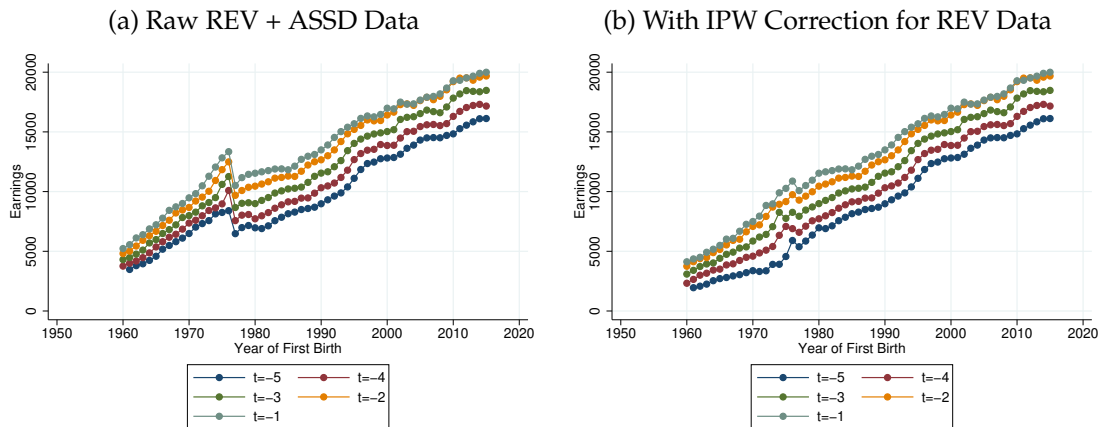 (a) Raw REV + ASSD Data
Earnings
20000
15000
10000
5000
0
1950 1960 1970 1980 1990 2000 2010 2020
Year of First Birth
t=−5 t=−4
t=−3 t=−2
t=−1
(b) With IPW Correction for REV Data
Earnings
20000
15000
10000
5000
0
1950 1960 1970 1980 1990 2000 2010 2020
Year of First Birth
t=−5 t=−4
t=−3 t=−2
t=−1